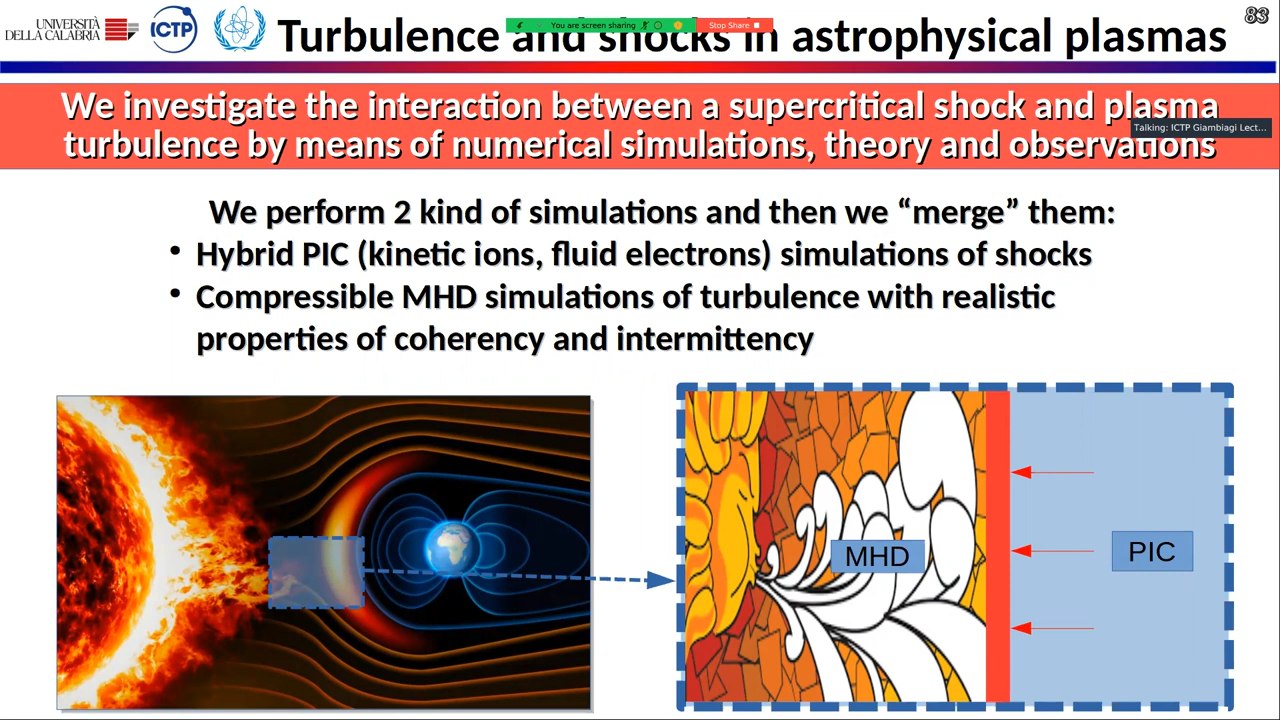 UNIVERSITÀ
DELLA CALABRIA
ICTP
Turbulence and shocks in astrophysical plasmas
You are screen sharing
Stop Share
83
We investigate the interaction between a supercritical shock and plasma
turbulence by means of numerical simulations, theory and observations
Talking: ICTP Giambiagi Lect...
We perform 2 kind of simulations and then we “merge” them:
• Hybrid PIC (kinetic ions, fluid electrons) simulations of shocks
• Compressible MHD simulations of turbulence with realistic
properties of coherency and intermittency
MHD
PIC